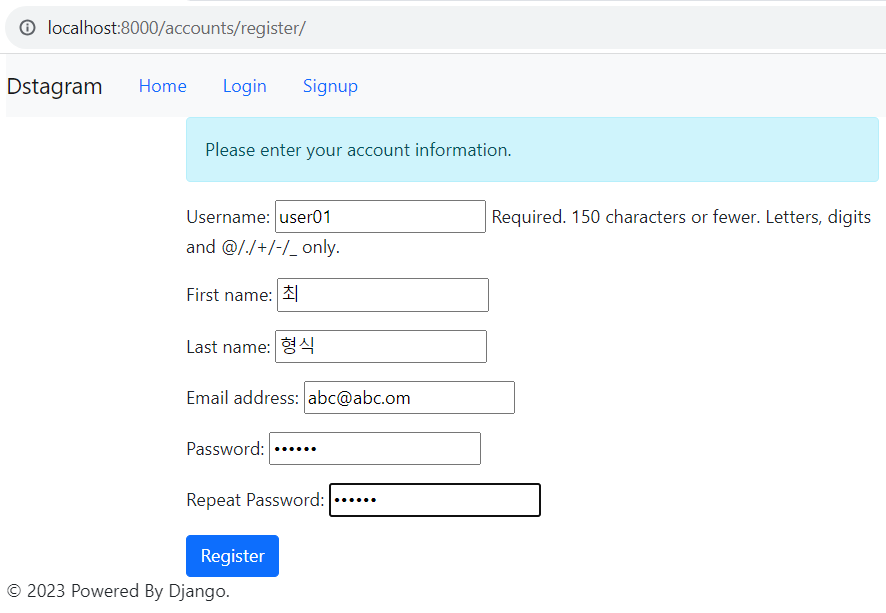 localhost:8000/accounts/register/
Dstagram Home Login Signup
Please enter your account information.
Username: user01 Required. 150 characters or fewer. Letters, digits
and @/./+/-/_ only.
First name: 최
Last name: 형식
Email address: abc@abc.om
Password: ••••••
Repeat Password: ••••••
Register
© 2023 Powered By Django.